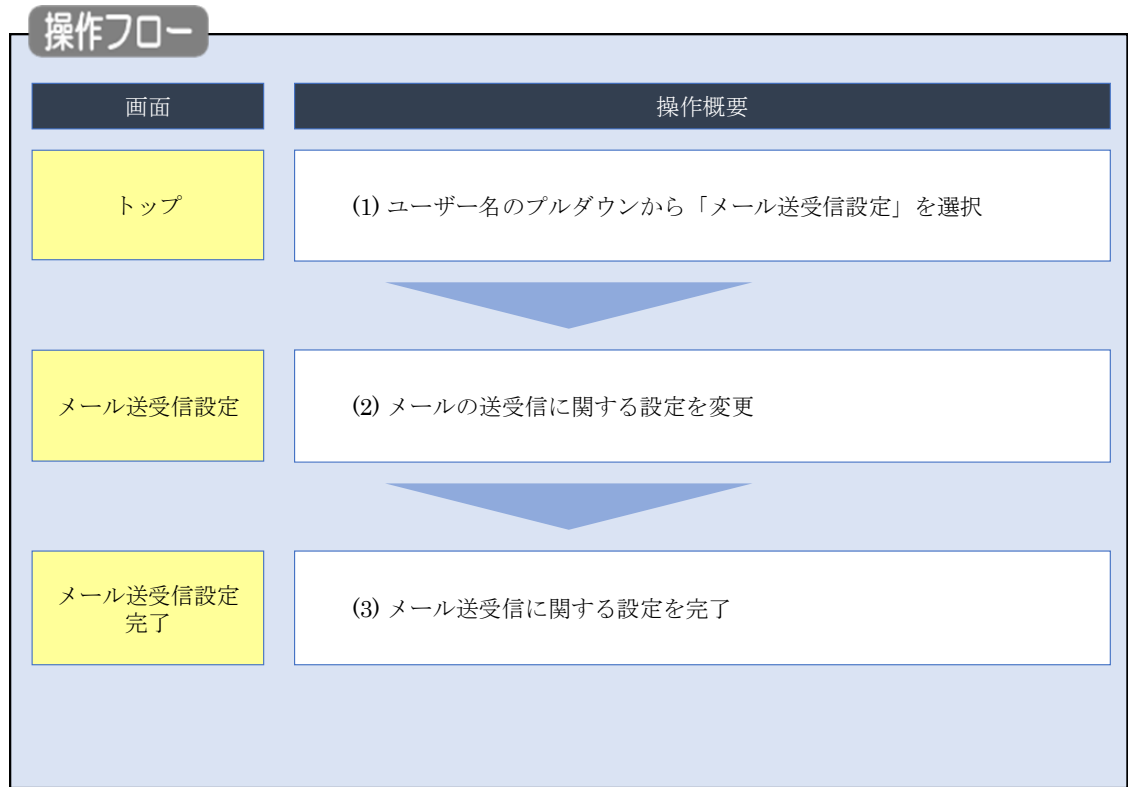 操作フロー
画面
操作概要
トップ
(1) ユーザー名のプルダウンから「メール送受信設定」を選択
メール送受信設定
(2) メールの送受信に関する設定を変更
メール送受信設定
完了
(3) メール送受信に関する設定を完了